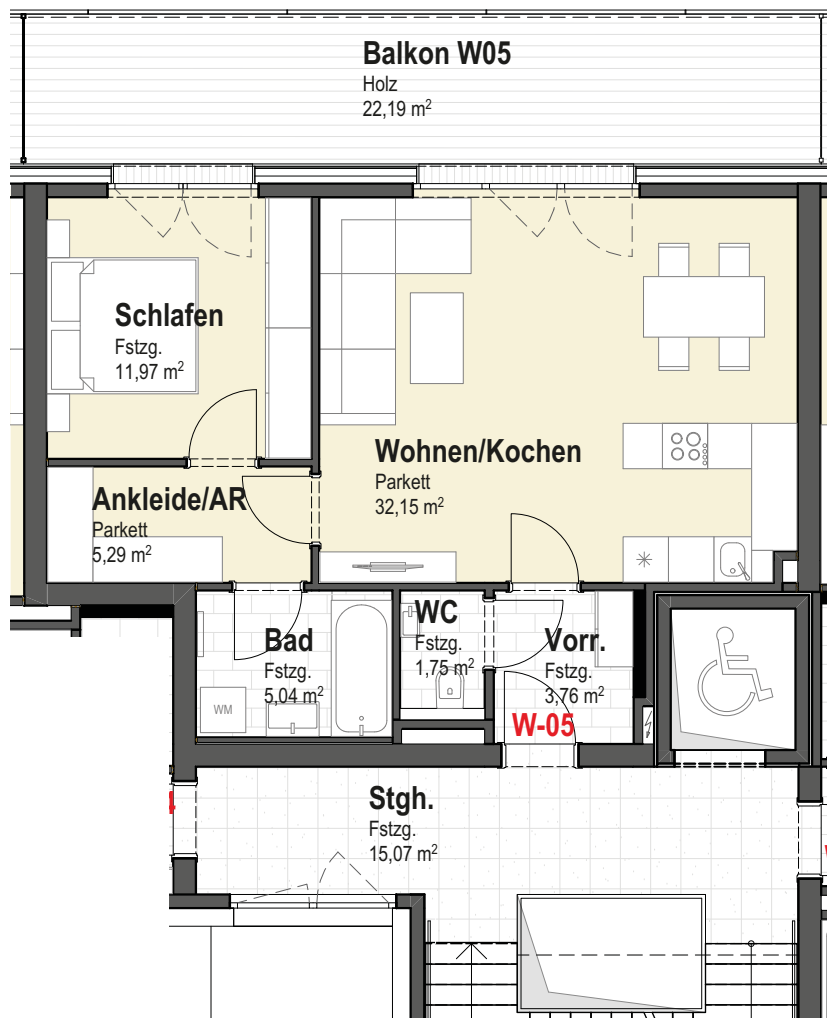 Balkon W05
Holz
22,19 m²
Schlafen
Fstzg.
11,97 m²
Wohnen/Kochen
Parkett
32,15 m²
Ankleide/AR
Parkett
5,29 m²
Bad
Fstzg.
5,04 m²
WM
WC
Fstzg.
1,75 m²
Vorr.
Fstzg.
3,76 m²
W-05
Stgh.
Fstzg.
15,07 m²